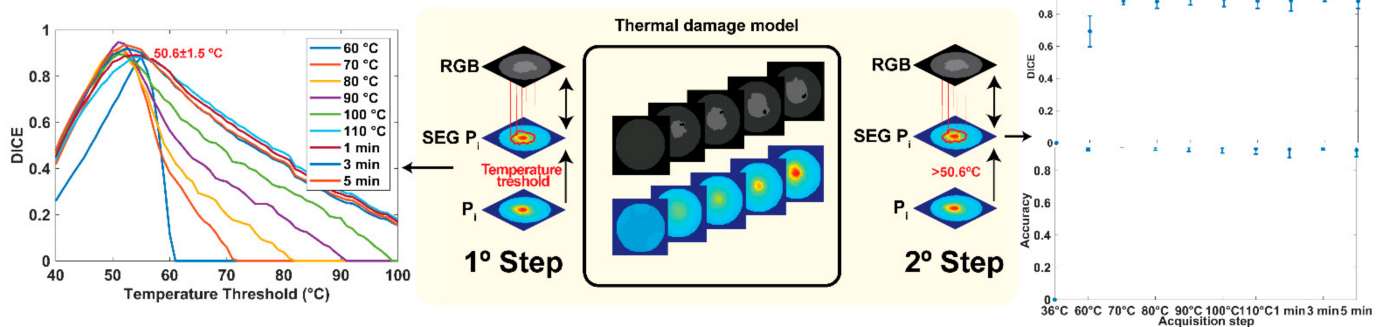 1
0.8
0.6
0.4
0.2
0
DICE
40
50
60
70
80
90
100
Temperature Threshold (°C)
50.6±1.5 ºC
60 °C
70 °C
80 °C
90 °C
100 °C
110 °C
1 min
3 min
5 min
Thermal damage model
RGB
SEG Pi
Temperature
treshold
Pi
1º Step
RGB
SEG Pi
>50.6ºC
Pi
2º Step
0.8
0.6
0.4
0.2
0
DICE
0.8
0.6
0.4
0.2
0
Accuracy
36°C 60°C 70°C 80°C 90°C 100°C 110°C 1 min 3 min 5 min
Acquisition step